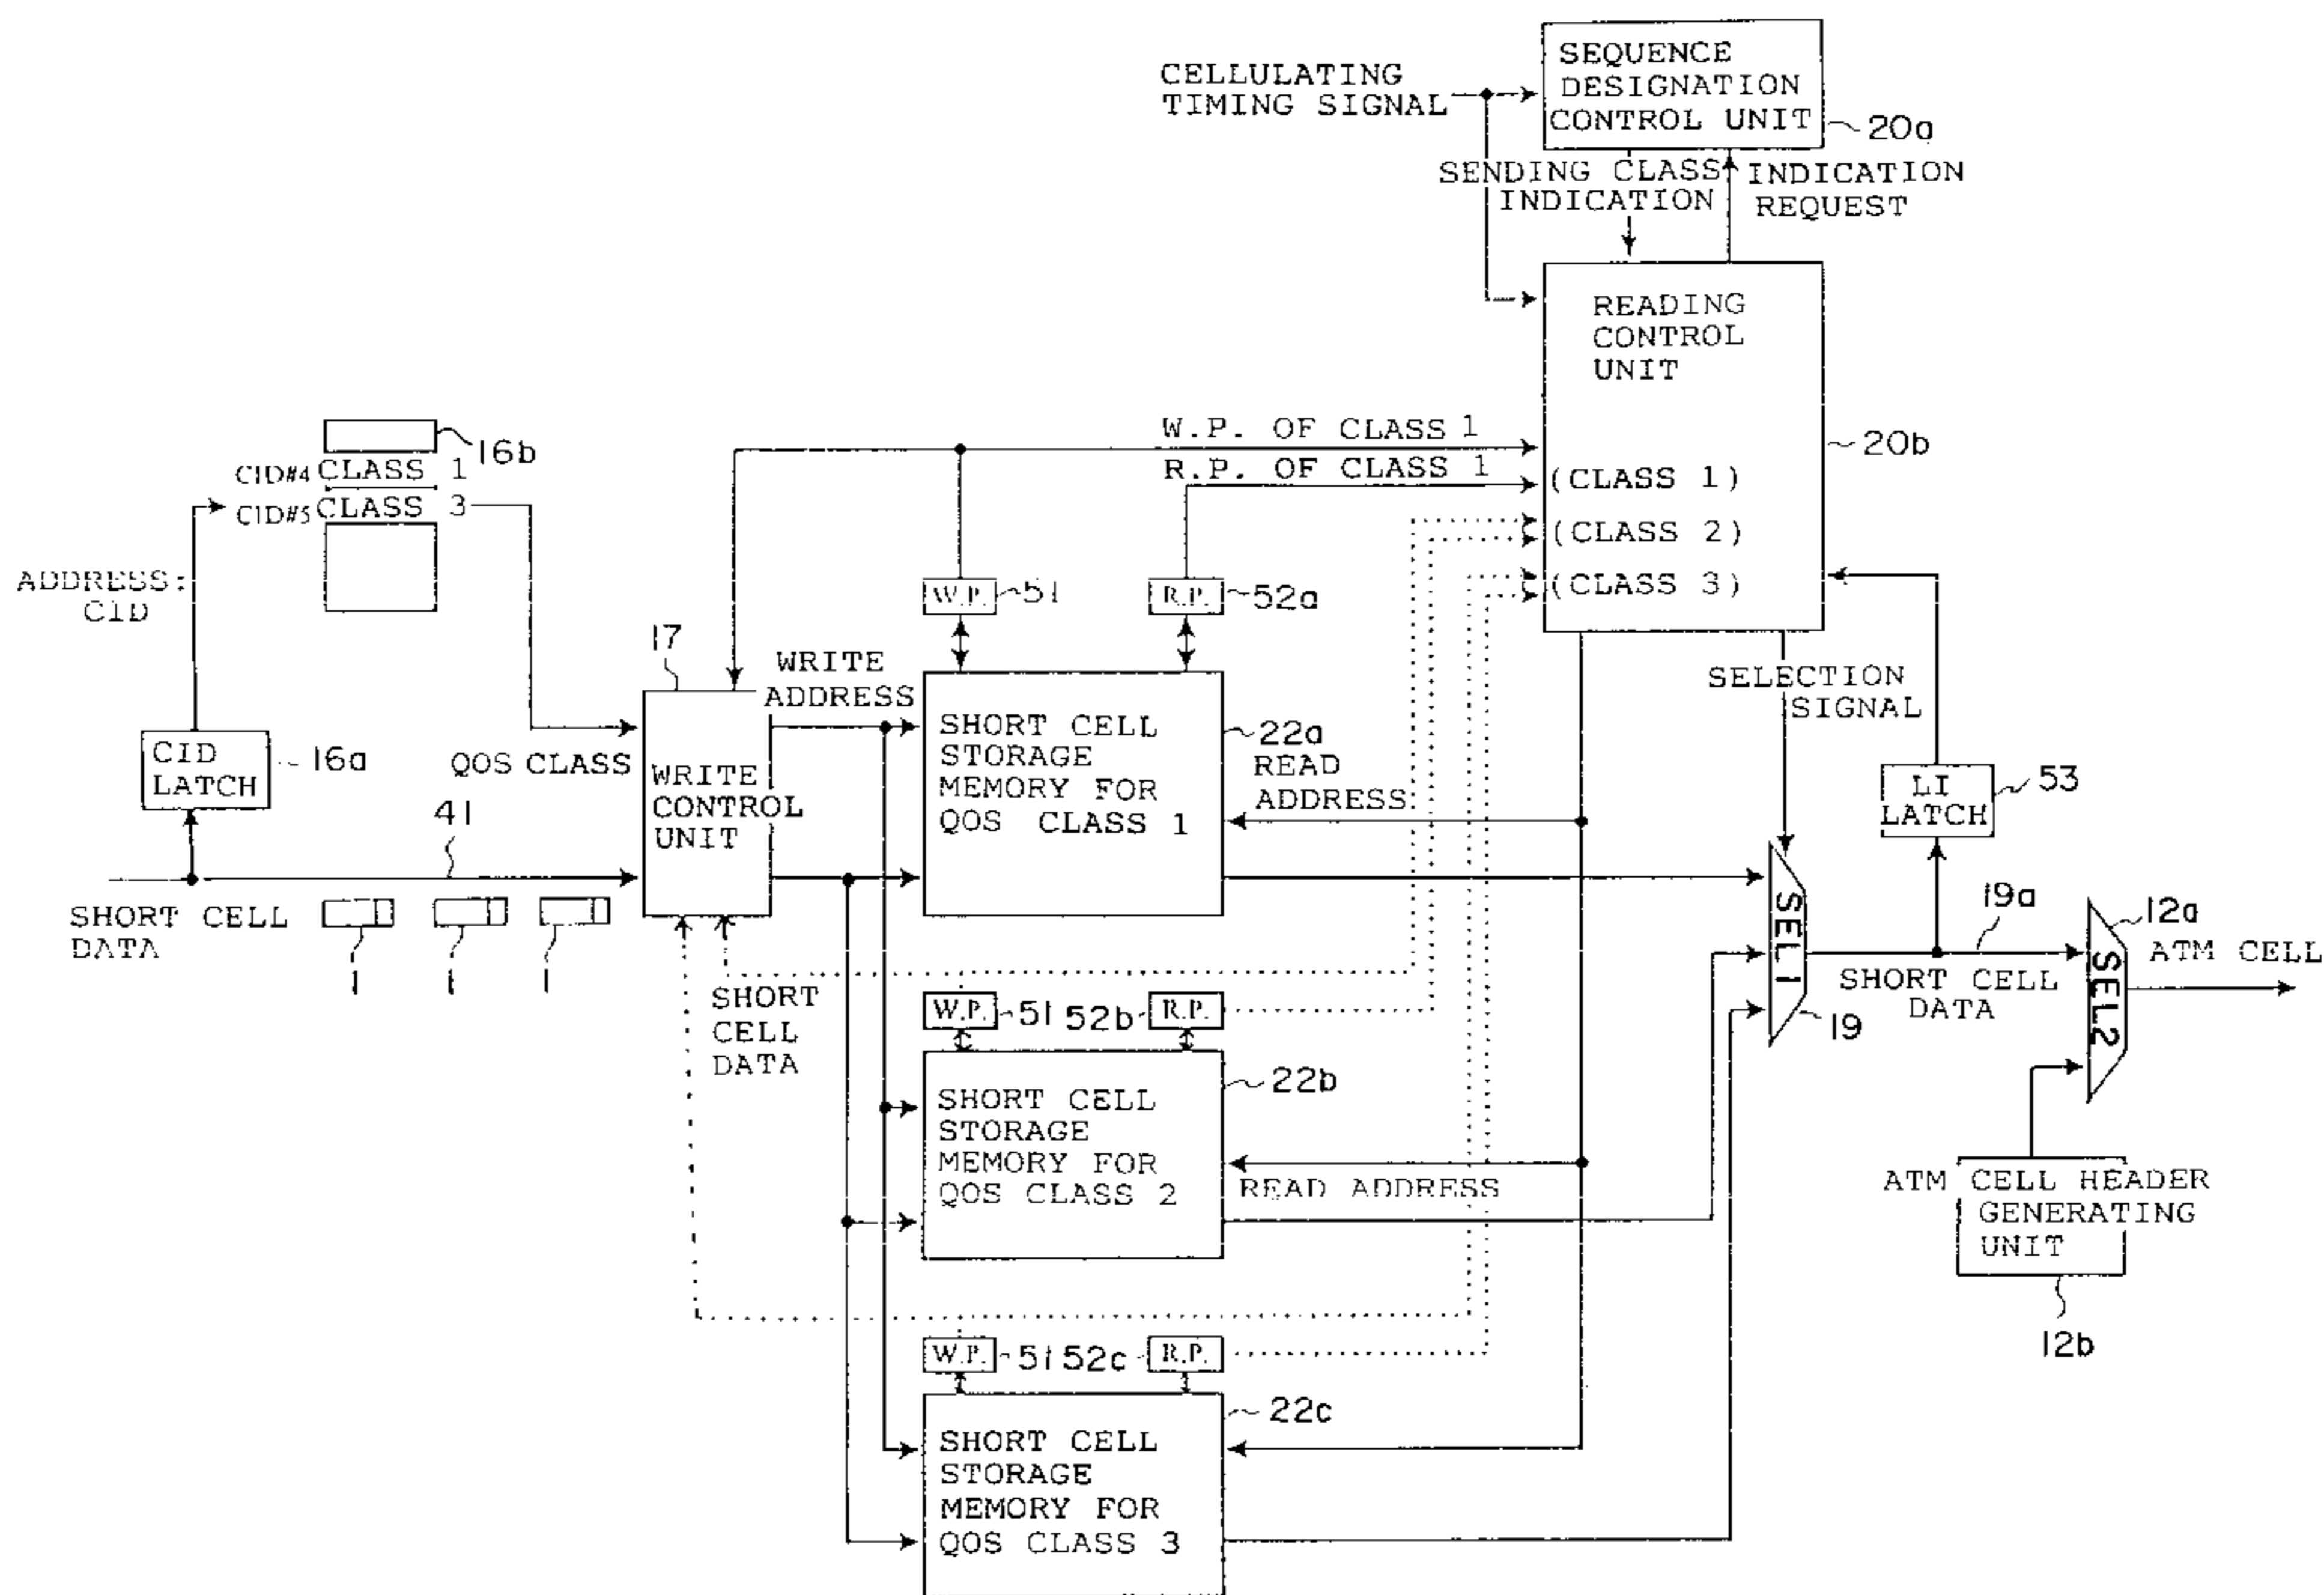 SEQUENCE
DESIGNATION
CONTROL UNIT
20a
CELLULATING
TIMING SIGNAL
SENDING CLASS
INDICATION
INDICATION
REQUEST
READING
CONTROL
UNIT
20b
(CLASS 1)
(CLASS 2)
(CLASS 3)
W.P. OF CLASS 1
R.P. OF CLASS 1
16b
CID#4 CLASS 1
CID#5 CLASS 3
ADDRESS:
CID
CID
LATCH
16a
QOS CLASS
41
SHORT CELL
DATA
1
1
1
17
WRITE
CONTROL
UNIT
WRITE
ADDRESS
SHORT
CELL
DATA
W.P.
51
R.P.
52a
SHORT CELL
STORAGE
MEMORY FOR
QOS CLASS 1
22a
READ
ADDRESS
W.P.
51
52b
R.P.
SHORT CELL
STORAGE
MEMORY FOR
QOS CLASS 2
22b
READ ADDRESS
W.P.
51
52c
R.P.
SHORT CELL
STORAGE
MEMORY FOR
QOS CLASS 3
22c
SELECTION
SIGNAL
LI
LATCH
53
SEL1
19
19a
SHORT CELL
DATA
12a
SEL2
ATM CELL
ATM CELL HEADER
GENERATING
UNIT
12b